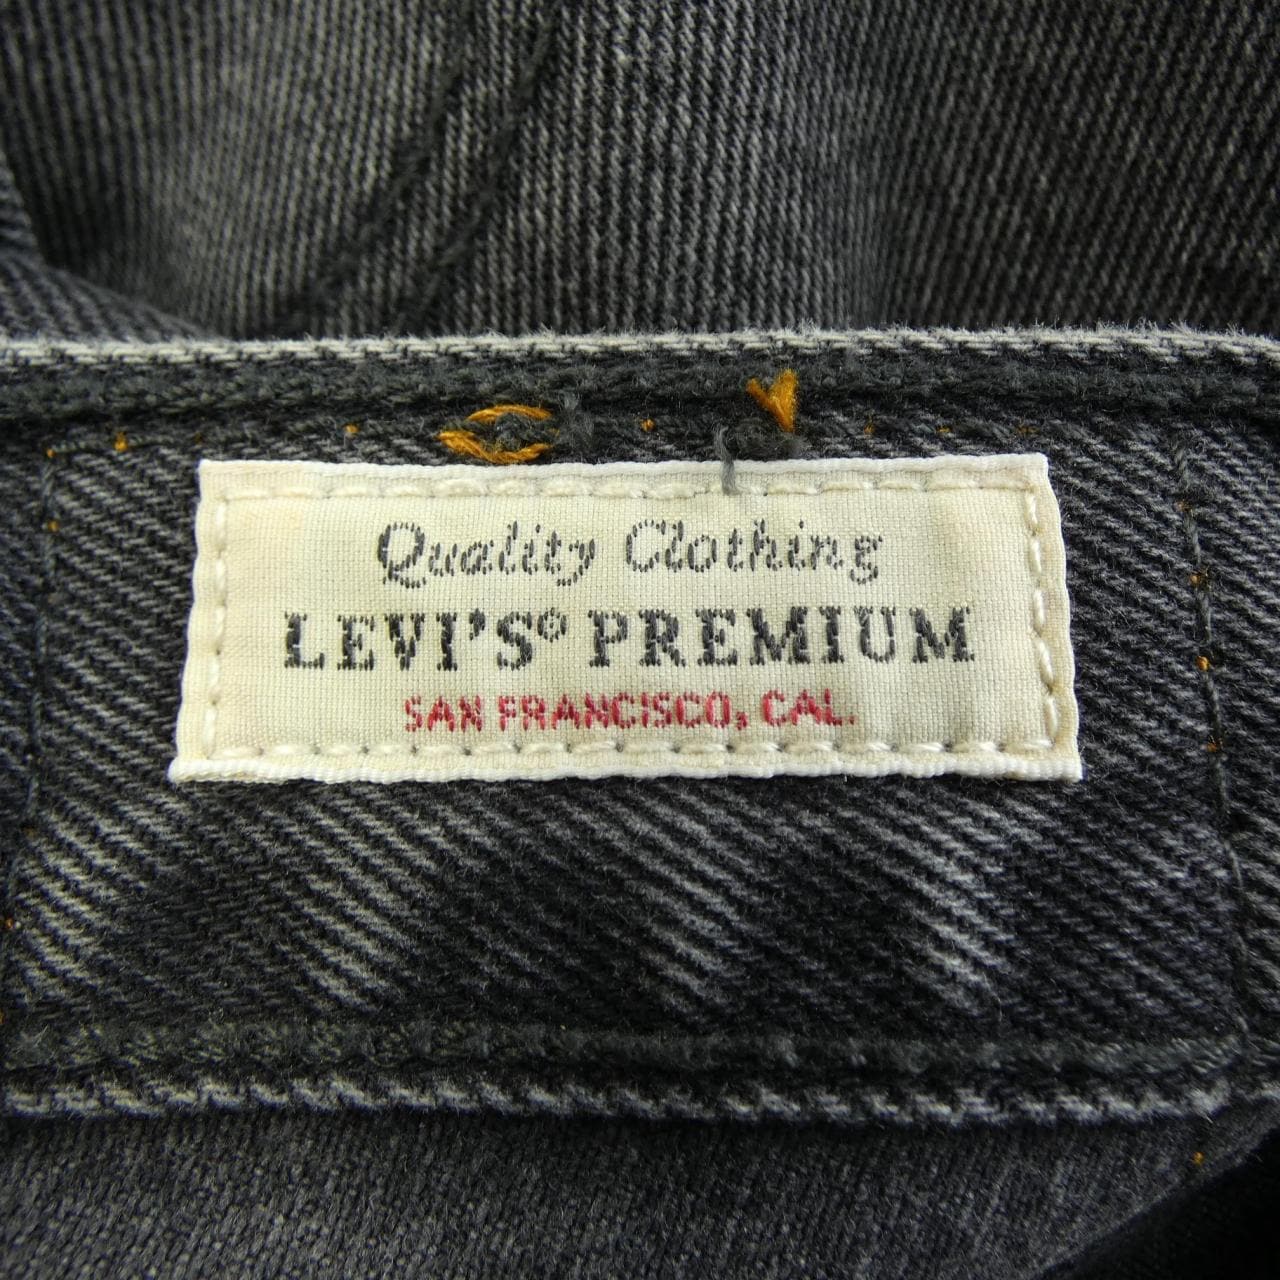 Quality Clothing
LEVI'S® PREMIUM
SAN FRANCISCO, CAL.